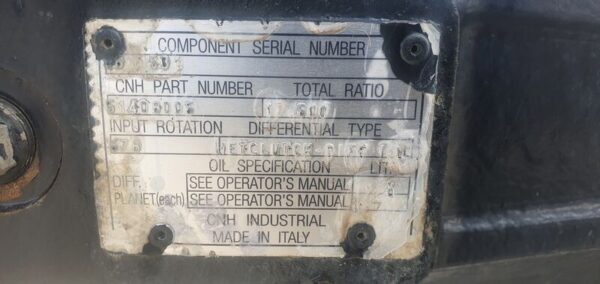 COMPONENT SERIAL NUMBER
CNH PART NUMBER TOTAL RATIO
INPUT ROTATION DIFFERENTIAL TYPE
OIL SPECIFICATION LIT.
DIFF. SEE OPERATOR'S MANUAL
PLANET(each) SEE OPERATOR'S MANUAL
CNH INDUSTRIAL
MADE IN ITALY